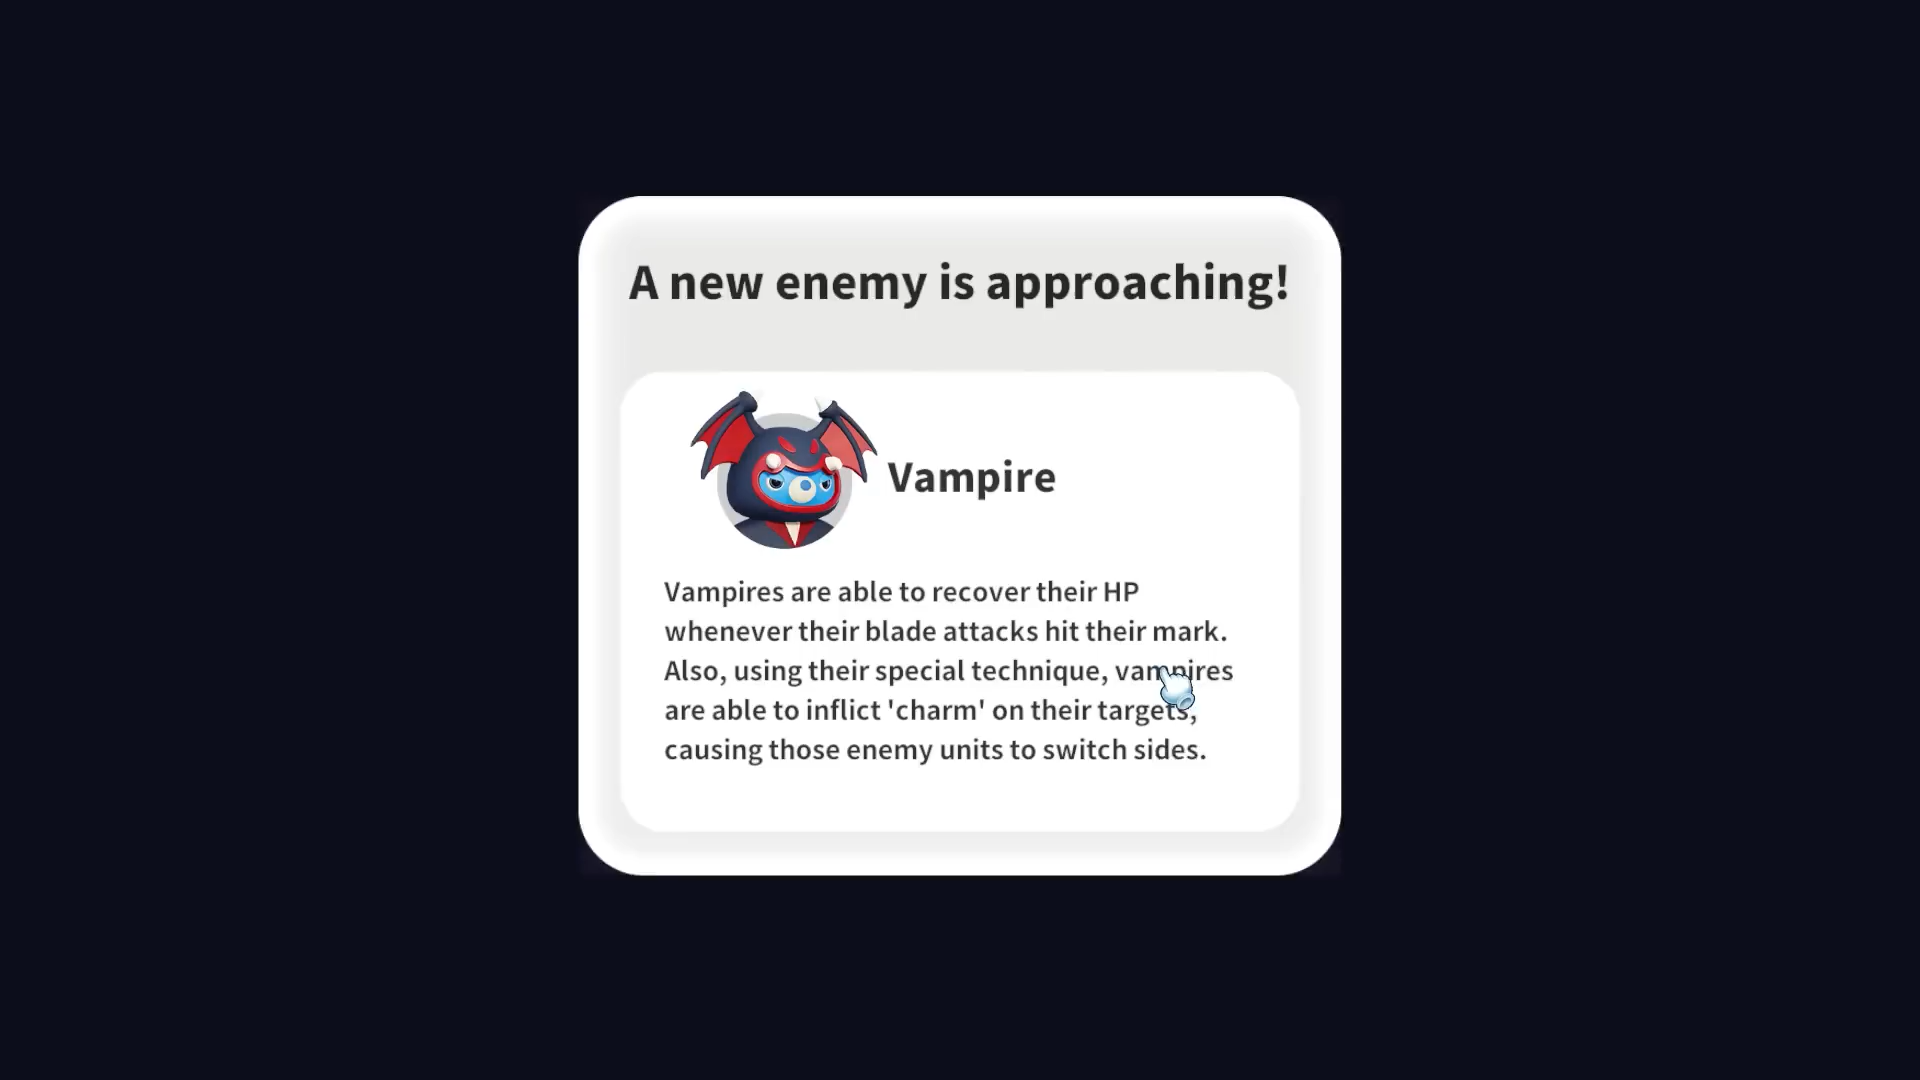 A new enemy is approaching!
Vampire
Vampires are able to recover their HP
whenever their blade attacks hit their mark.
Also, using their special technique, vampires
are able to inflict 'charm' on their targets,
causing those enemy units to switch sides.